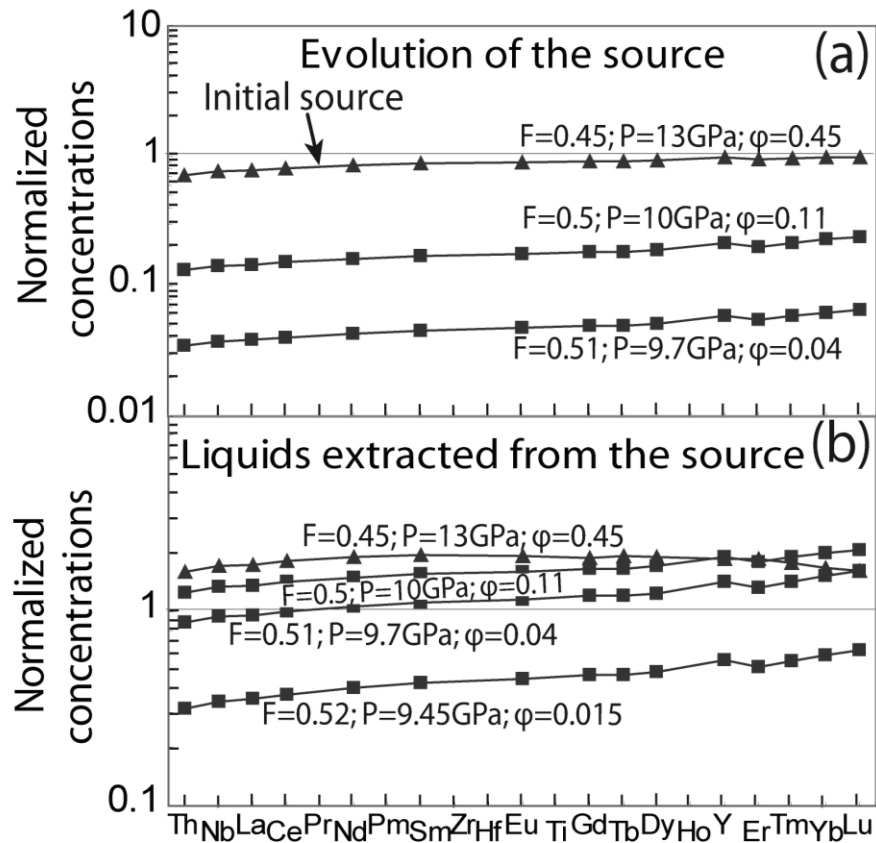 10
1
0.1
0.01
Normalized
concentrations
Evolution of the source
(a)
Initial source
F=0.45; P=13GPa; φ=0.45
F=0.5; P=10GPa; φ=0.11
F=0.51; P=9.7GPa; φ=0.04
1
0.1
Normalized
concentrations
Liquids extracted from the source
(b)
F=0.45; P=13GPa; φ=0.45
F=0.5; P=10GPa; φ=0.11
F=0.51; P=9.7GPa; φ=0.04
F=0.52; P=9.45GPa; φ=0.015
Th Nb La Ce Pr Nd Pm Sm Zr Hf Eu Ti Gd Tb Dy Ho Y Er Tm Yb Lu